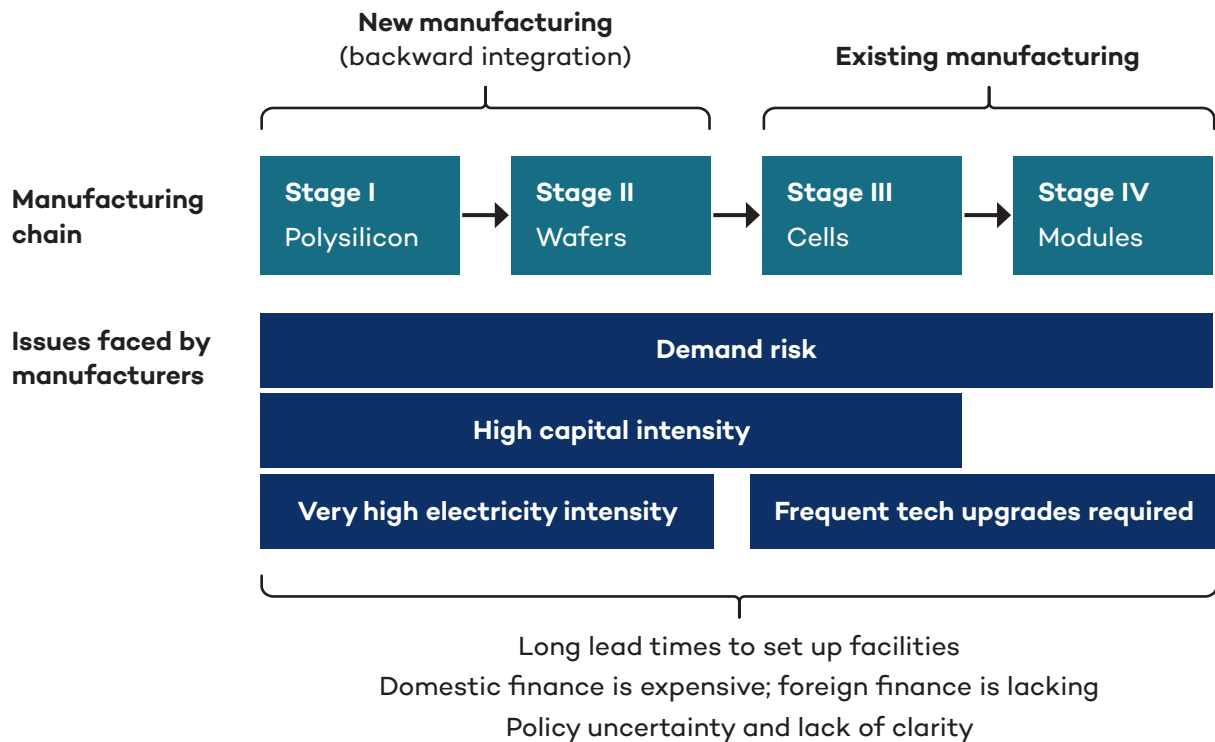 New manufacturing
(backward integration)
Existing manufacturing
Manufacturing
chain
Stage I
Polysilicon
Stage II
Wafers
Stage III
Cells
Stage IV
Modules
Issues faced by
manufacturers
Demand risk
High capital intensity
Very high electricity intensity
Frequent tech upgrades required
Long lead times to set up facilities
Domestic finance is expensive; foreign finance is lacking
Policy uncertainty and lack of clarity